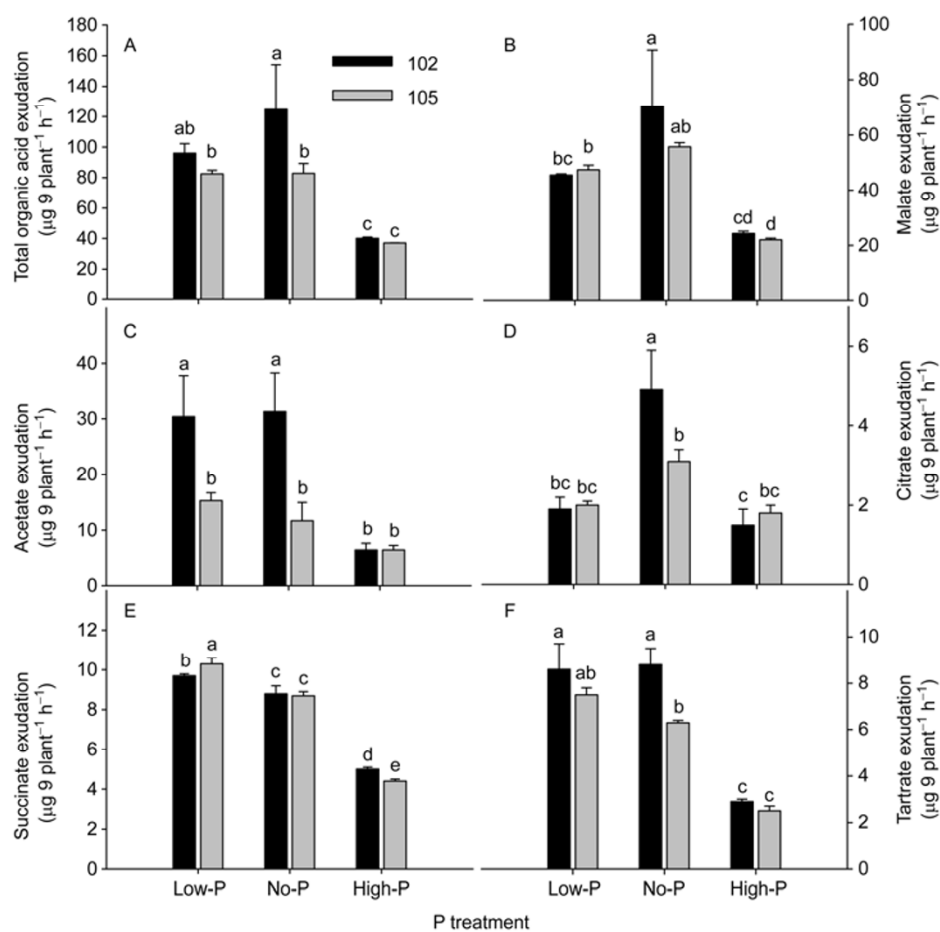 A
102
105
a
ab
b
b
c
c
180
160
140
120
100
80
60
40
20
0
Total organic acid exudation
(µg 9 plant⁻¹ h⁻¹)
B
a
ab
bc
b
cd
d
100
80
60
40
20
0
Malate exudation
(µg 9 plant⁻¹ h⁻¹)
C
a
a
b
b
b
b
40
30
20
10
0
Acetate exudation
(µg 9 plant⁻¹ h⁻¹)
D
a
b
bc
bc
c
bc
6
4
2
0
Citrate exudation
(µg 9 plant⁻¹ h⁻¹)
E
b
a
c
c
d
e
12
10
8
6
4
2
0
Succinate exudation
(µg 9 plant⁻¹ h⁻¹)
Low-P
No-P
High-P
F
a
ab
a
b
c
c
10
8
6
4
2
0
Tartrate exudation
(µg 9 plant⁻¹ h⁻¹)
Low-P
No-P
High-P
P treatment